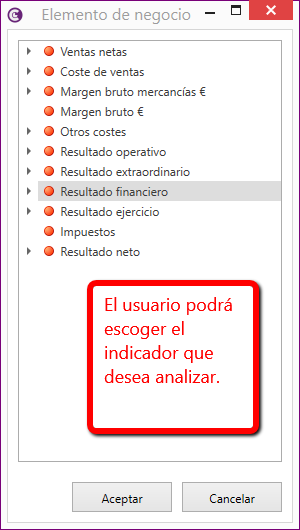 Elemento de negocio
Ventas netas
Coste de ventas
Margen bruto mercancías €
Margen bruto €
Otros costes
Resultado operativo
Resultado extraordinario
Resultado financiero
Resultado ejercicio
Impuestos
Resultado neto
El usuario podrá
escoger el
indicador que
desea analizar.
Aceptar
Cancelar